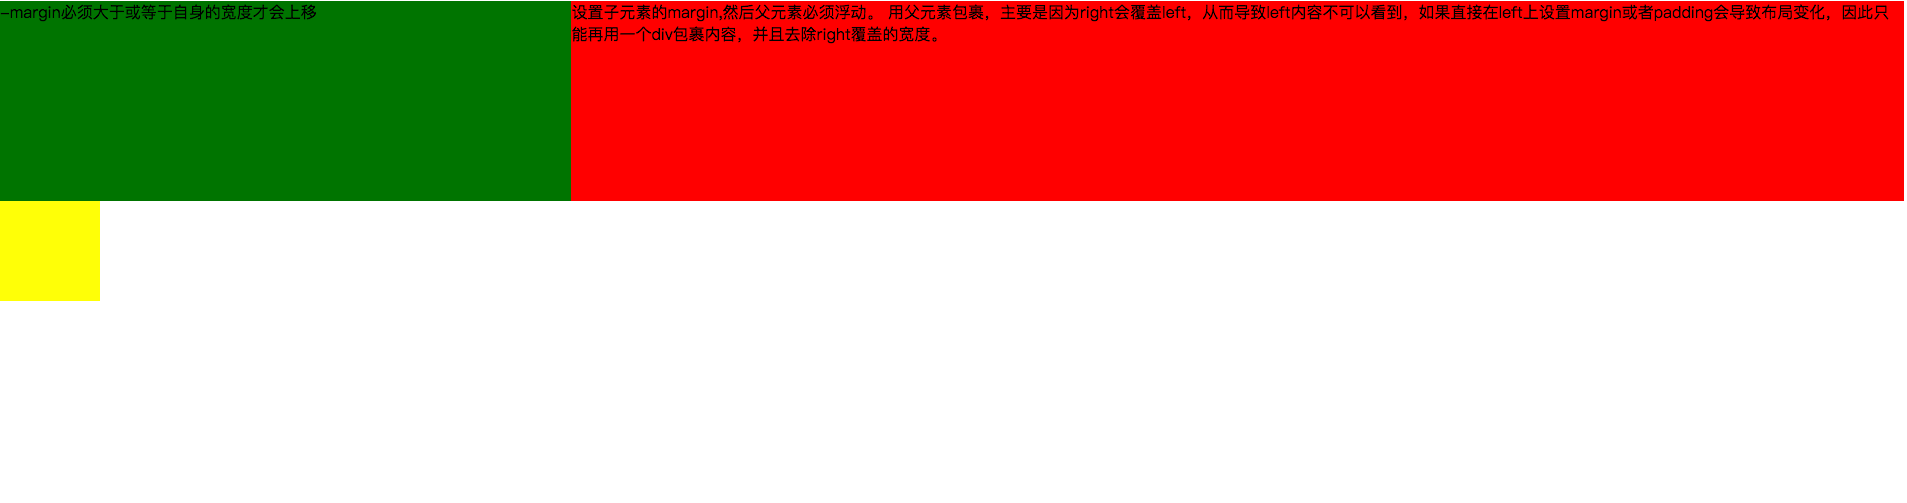 -margin必须大于或等于自身的宽度才会上移
设置子元素的margin,然后父元素必须浮动。 用父元素包裹，主要是因为right会覆盖left，从而导致left内容不可以看到，如果直接在left上设置margin或者padding会导致布局变化，因此只
能再用一个div包裹内容，并且去除right覆盖的宽度。